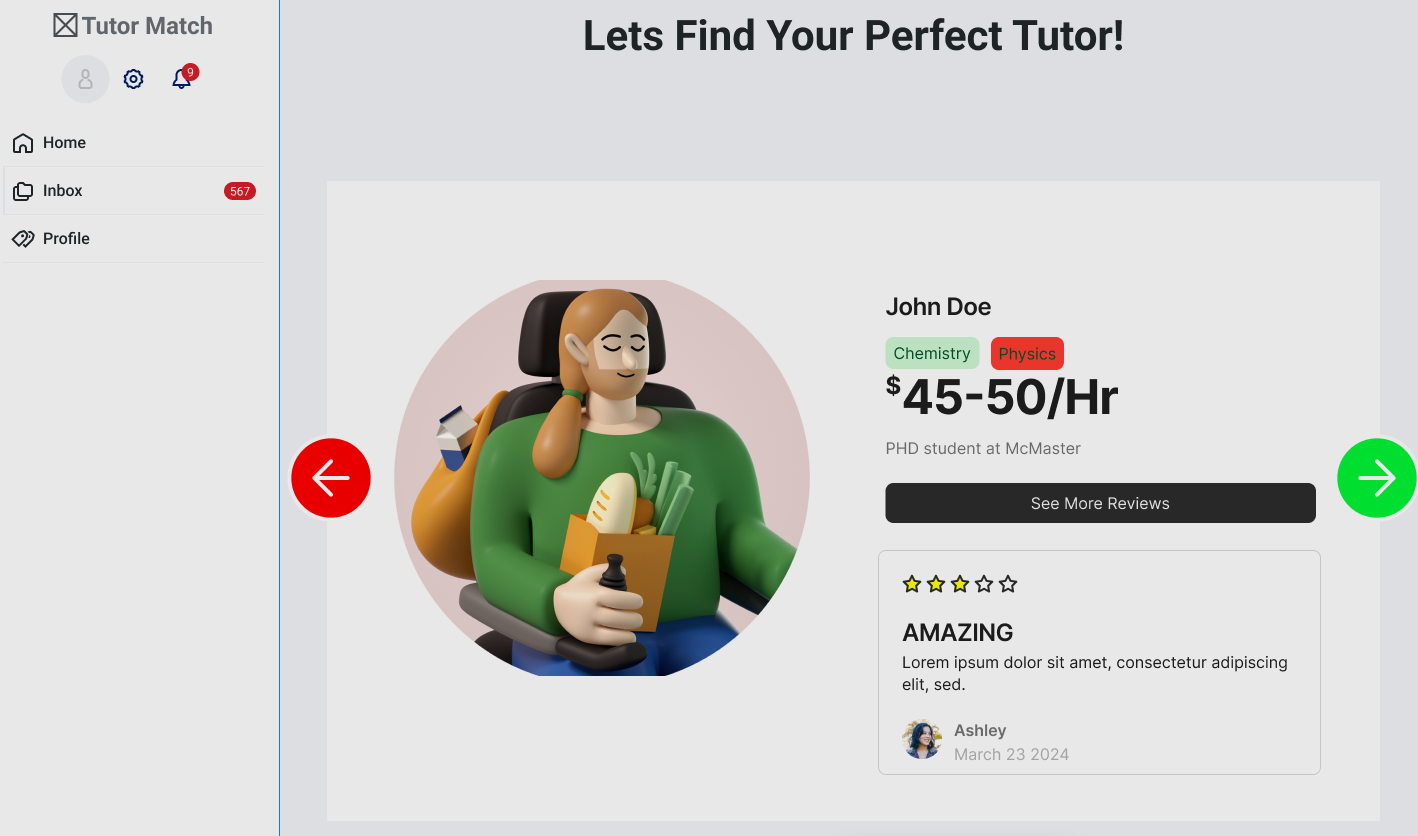 Tutor Match
9
Home
Inbox
567
Profile
Lets Find Your Perfect Tutor!
John Doe
Chemistry
Physics
$45-50/Hr
PHD student at McMaster
See More Reviews
AMAZING
Lorem ipsum dolor sit amet, consectetur adipiscing
elit, sed.
Ashley
March 23 2024